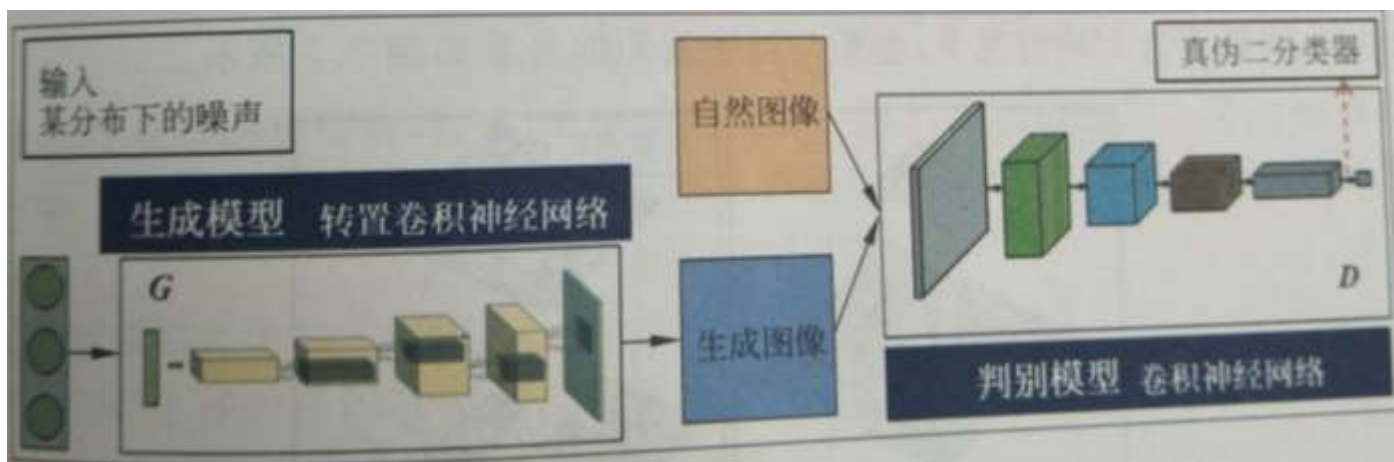 输入
某分布下的噪声
生成模型 转置卷积神经网络
G
自然图像
生成图像
真伪二分类器
D
判别模型 卷积神经网络